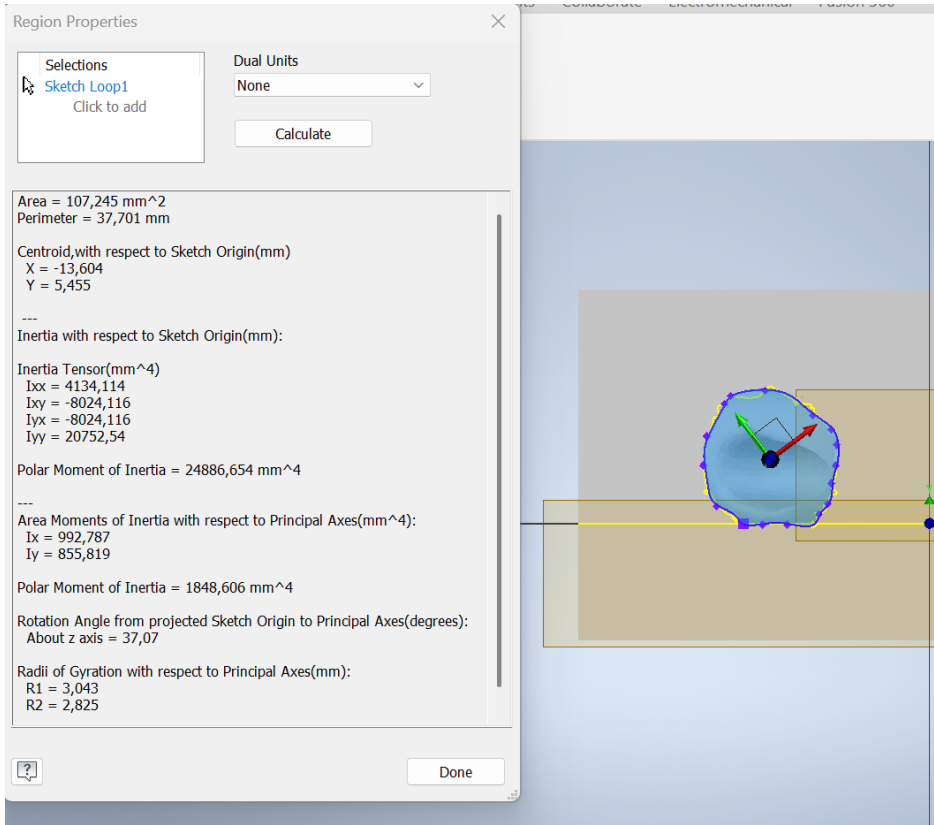 Collaborate Electromechanical Fusion 360
Region Properties
Selections
Sketch Loop1
Click to add
Dual Units
None
Calculate
Area = 107,245 mm^2
Perimeter = 37,701 mm
Centroid,with respect to Sketch Origin(mm)
X = -13,604
Y = 5,455
---
Inertia with respect to Sketch Origin(mm):
Inertia Tensor(mm^4)
Ixx = 4134,114
Ixy = -8024,116
Iyx = -8024,116
Iyy = 20752,54
Polar Moment of Inertia = 24886,654 mm^4
---
Area Moments of Inertia with respect to Principal Axes(mm^4):
Ix = 992,787
Iy = 855,819
Polar Moment of Inertia = 1848,606 mm^4
Rotation Angle from projected Sketch Origin to Principal Axes(degrees):
About z axis = 37,07
Radii of Gyration with respect to Principal Axes(mm):
R1 = 3,043
R2 = 2,825
?
Done